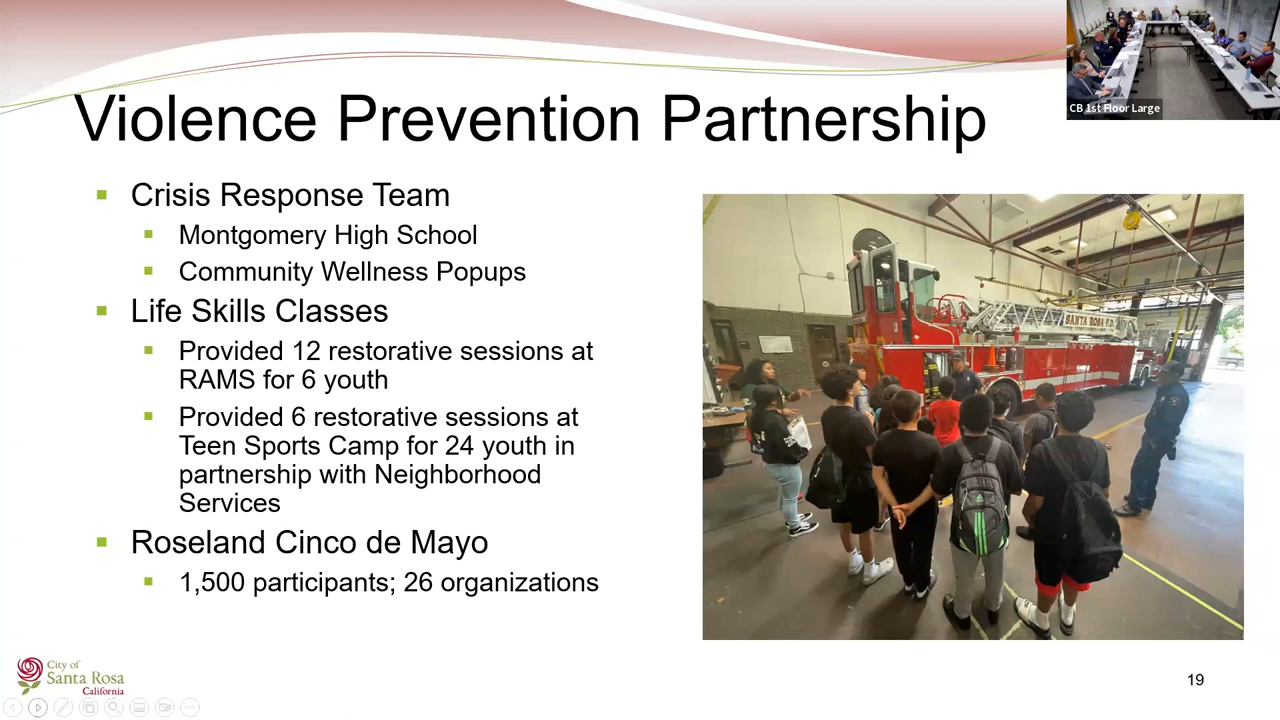 CB 1st Floor Large
Violence Prevention Partnership
Crisis Response Team
Montgomery High School
Community Wellness Popups
Life Skills Classes
Provided 12 restorative sessions at
RAMS for 6 youth
Provided 6 restorative sessions at
Teen Sports Camp for 24 youth in
partnership with Neighborhood
Services
Roseland Cinco de Mayo
1,500 participants; 26 organizations
SANTA ROSA F.D.
City of
Santa Rosa
California
19